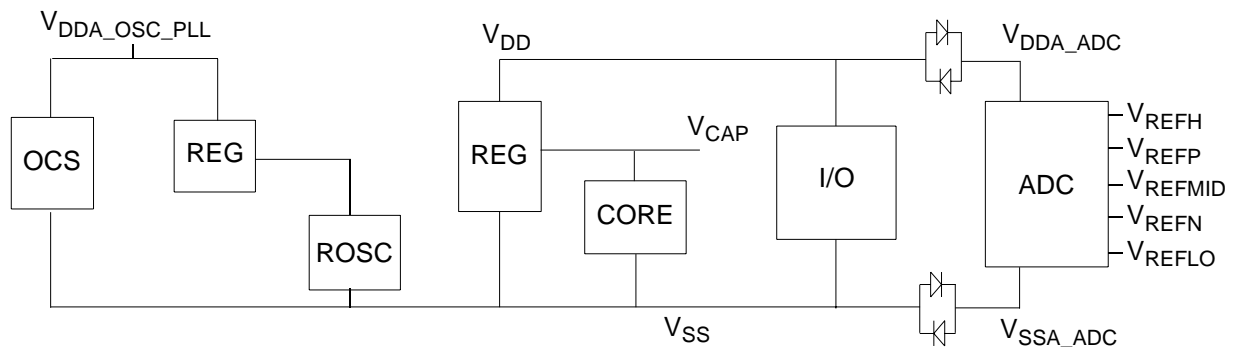 VDDA_OSC_PLL
VDD
VDDA_ADC
OCS
REG
REG
VCAP
I/O
ADC
VREFH
VREFP
VREFMID
VREFN
VREFLO
CORE
ROSC
VSS
VSSA_ADC